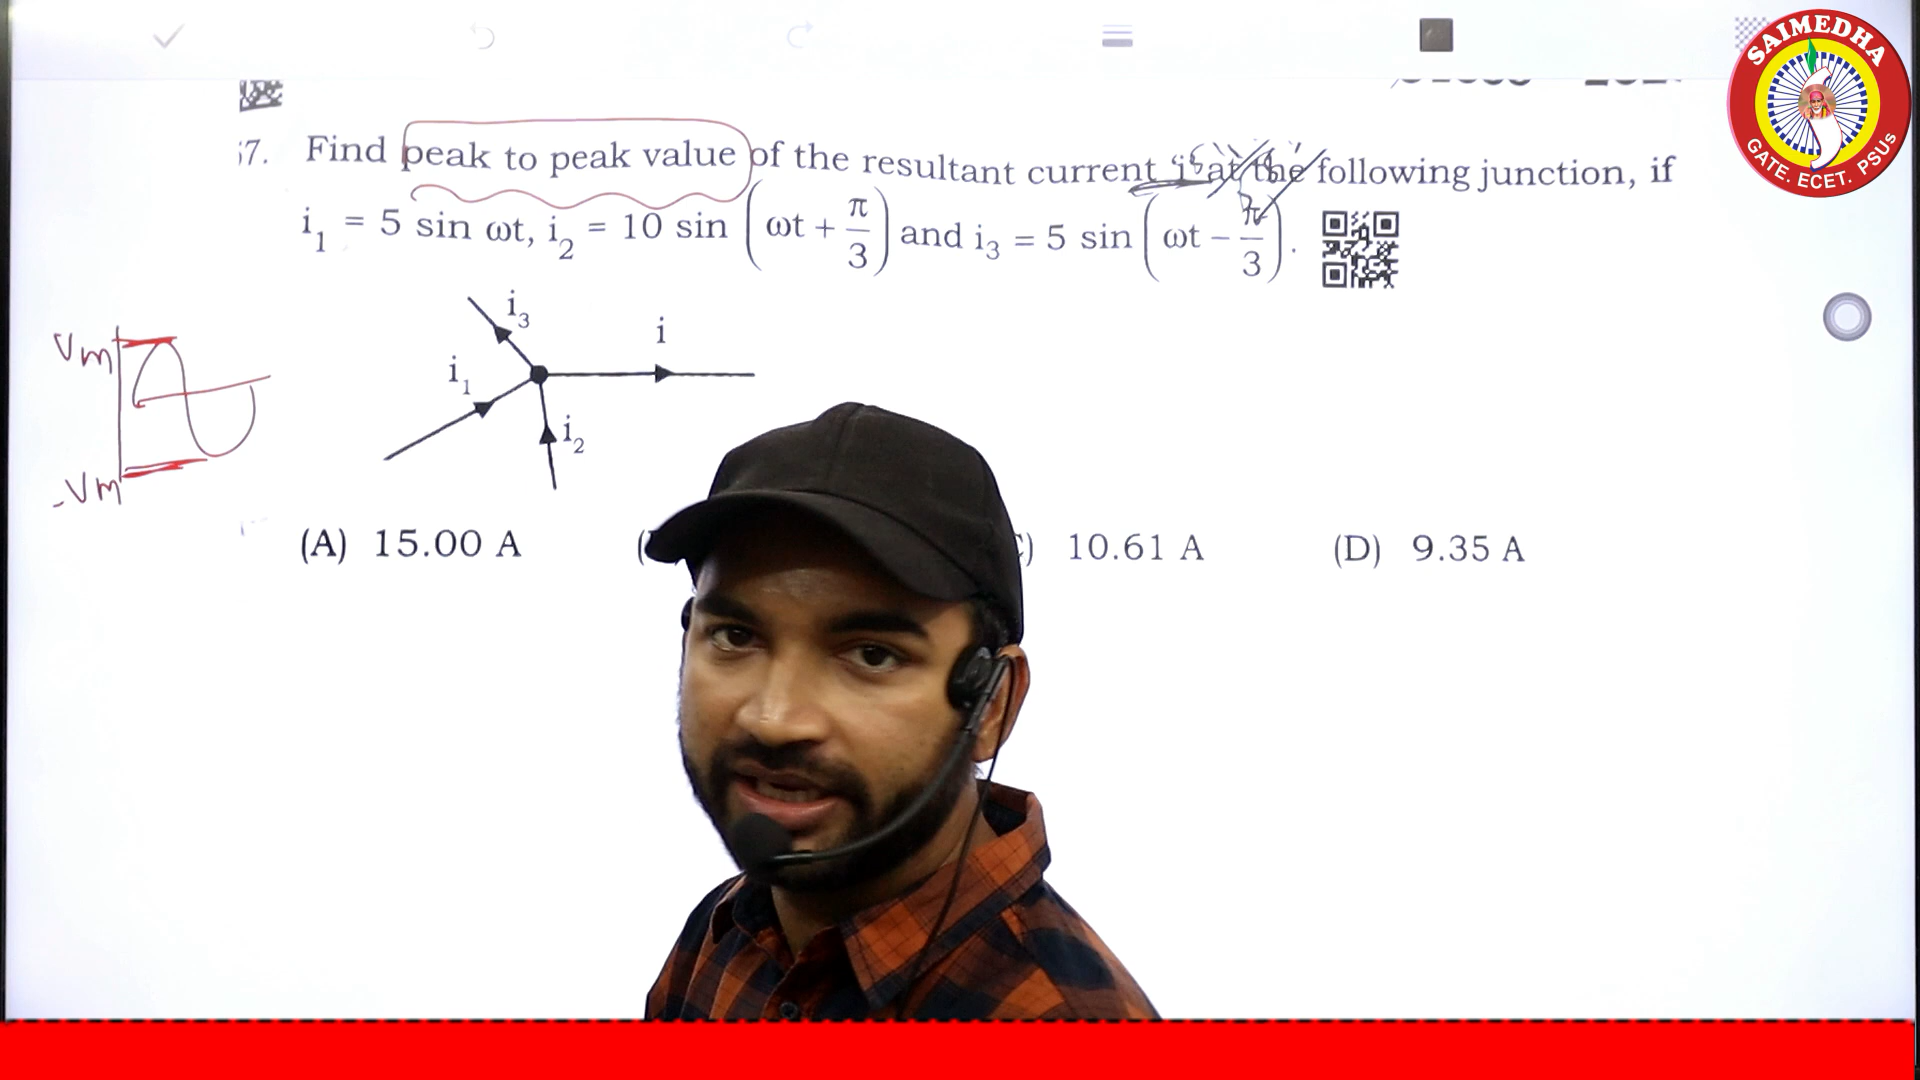 SAIMEDHA
GATE. ECET. PSUs
7. Find peak to peak value of the resultant current 'i' at the following junction, if
i₁ = 5 sin ωt, i₂ = 10 sin (ωt + π/3) and i₃ = 5 sin (ωt − π/3).
i₃
i
i₁
i₂
Vm
-Vm
(A) 15.00 A
10.61 A
(D) 9.35 A